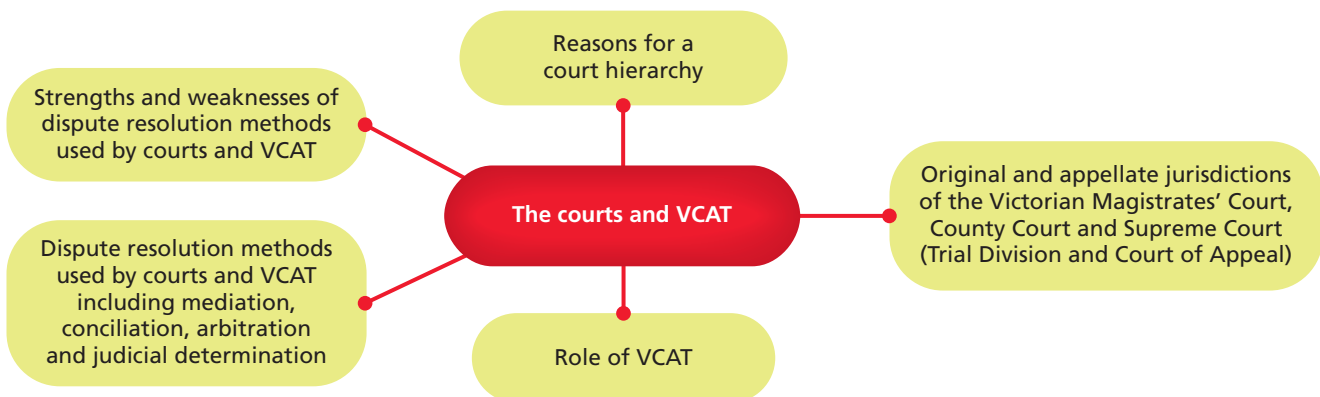 Reasons for a
court hierarchy
Strengths and weaknesses of
dispute resolution methods
used by courts and VCAT
The courts and VCAT
Original and appellate jurisdictions
of the Victorian Magistrates’ Court,
County Court and Supreme Court
(Trial Division and Court of Appeal)
Dispute resolution methods
used by courts and VCAT
including mediation,
conciliation, arbitration
and judicial determination
Role of VCAT